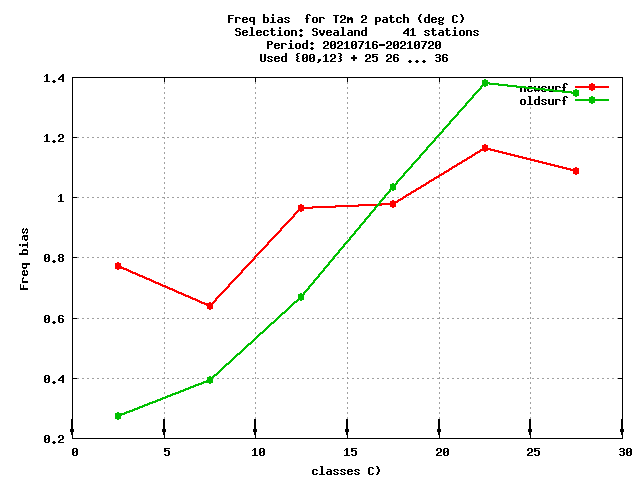 Freq bias  for T2m 2 patch (deg C)
Selection: Svealand     41 stations
Period: 20210716-20210720
Used {00,12} + 25 26 ... 36
newsurf
oldsurf
1.4
1.2
1
0.8
0.6
0.4
0.2
Freq bias
0 5 10 15 20 25 30
classes C)